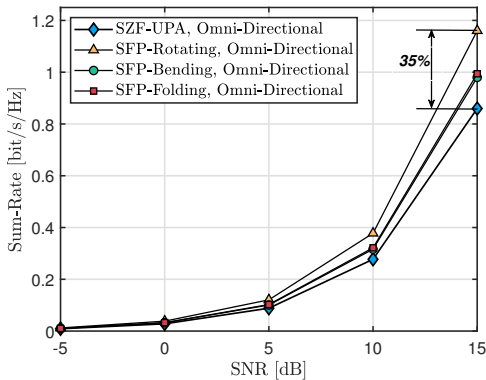 SZF-UPA, Omni-Directional
SFP-Rotating, Omni-Directional
SFP-Bending, Omni-Directional
SFP-Folding, Omni-Directional
35%
Sum-Rate [bit/s/Hz]
1.2
1
0.8
0.6
0.4
0.2
0
-5
0
5
10
15
SNR [dB]